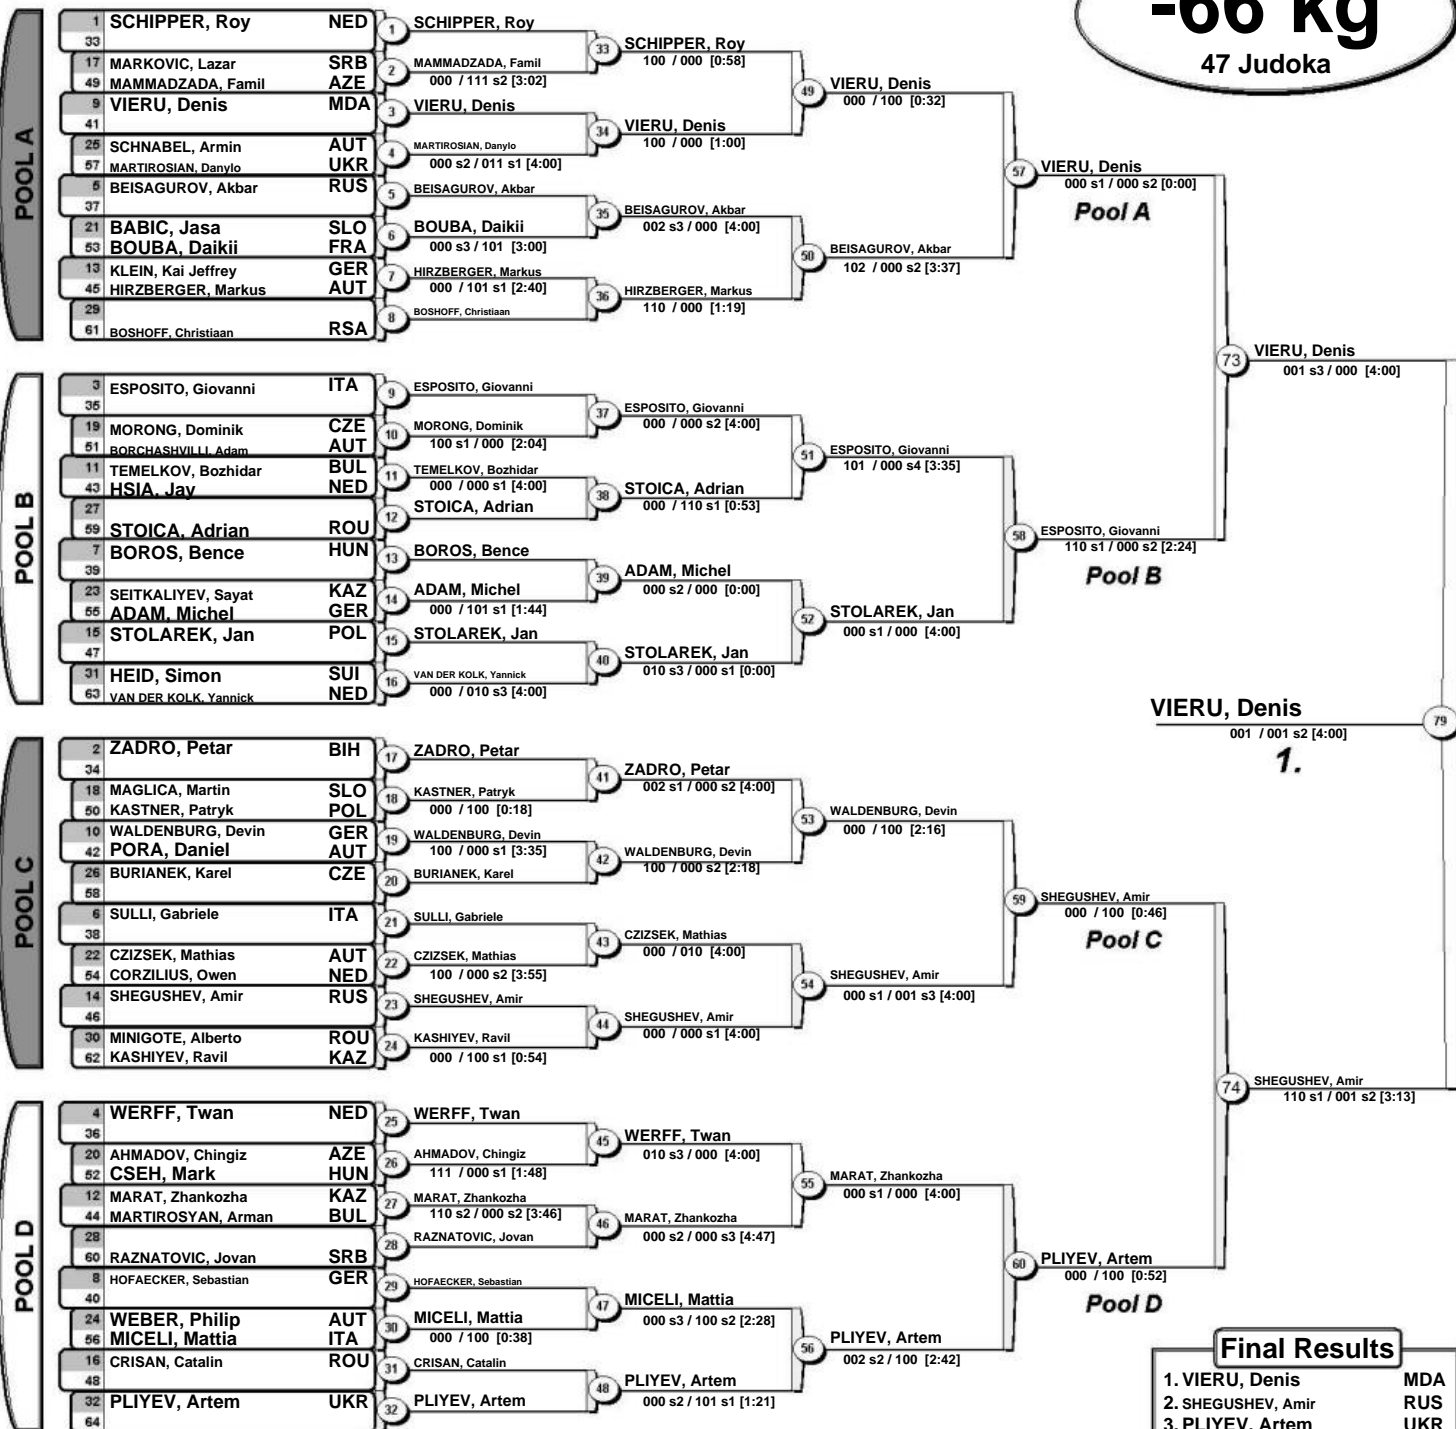 -66 kg
47 Judoka
POOL A
1 SCHIPPER, Roy NED
33
17 MARKOVIC, Lazar SRB
49 MAMMADZADA, Famil AZE
9 VIERU, Denis MDA
41
25 SCHNABEL, Armin AUT
57 MARTIROSIAN, Danylo UKR
5 BEISAGUROV, Akbar RUS
37
21 BABIC, Jasa SLO
53 BOUBA, Daikii FRA
13 KLEIN, Kai Jeffrey GER
45 HIRZBERGER, Markus AUT
29
61 BOSHOFF, Christiaan RSA
1 SCHIPPER, Roy
2 MAMMADZADA, Famil
000 / 111 s2 [3:02]
3 VIERU, Denis
4 MARTIROSIAN, Danylo
000 s2 / 011 s1 [4:00]
5 BEISAGUROV, Akbar
6 BOUBA, Daikii
000 s3 / 101 [3:00]
7 HIRZBERGER, Markus
000 / 101 s1 [2:40]
8 BOSHOFF, Christiaan
33 SCHIPPER, Roy
100 / 000 [0:58]
34 VIERU, Denis
100 / 000 [1:00]
35 BEISAGUROV, Akbar
002 s3 / 000 [4:00]
36 HIRZBERGER, Markus
110 / 000 [1:19]
49 VIERU, Denis
000 / 100 [0:32]
50 BEISAGUROV, Akbar
102 / 000 s2 [3:37]
57 VIERU, Denis
000 s1 / 000 s2 [0:00]
Pool A
POOL B
3 ESPOSITO, Giovanni ITA
35
19 MORONG, Dominik CZE
51 BORCHASHVILLI, Adam AUT
11 TEMELKOV, Bozhidar BUL
43 HSIA, Jay NED
27
59 STOICA, Adrian ROU
7 BOROS, Bence HUN
39
23 SEITKALIYEV, Sayat KAZ
55 ADAM, Michel GER
15 STOLAREK, Jan POL
47
31 HEID, Simon SUI
63 VAN DER KOLK, Yannick NED
9 ESPOSITO, Giovanni
10 MORONG, Dominik
100 s1 / 000 [2:04]
11 TEMELKOV, Bozhidar
000 / 000 s1 [4:00]
12 STOICA, Adrian
13 BOROS, Bence
14 ADAM, Michel
000 / 101 s1 [1:44]
15 STOLAREK, Jan
16 VAN DER KOLK, Yannick
000 / 010 s3 [4:00]
37 ESPOSITO, Giovanni
000 / 000 s2 [4:00]
38 STOICA, Adrian
000 / 110 s1 [0:53]
39 ADAM, Michel
000 s2 / 000 [0:00]
40 STOLAREK, Jan
010 s3 / 000 s1 [0:00]
51 ESPOSITO, Giovanni
101 / 000 s4 [3:35]
52 STOLAREK, Jan
000 s1 / 000 [4:00]
58 ESPOSITO, Giovanni
110 s1 / 000 s2 [2:24]
Pool B
73 VIERU, Denis
001 s3 / 000 [4:00]
VIERU, Denis 79
001 / 001 s2 [4:00]
1.
POOL C
2 ZADRO, Petar BIH
34
18 MAGLICA, Martin SLO
50 KASTNER, Patryk POL
10 WALDENBURG, Devin GER
42 PORA, Daniel AUT
26 BURIANEK, Karel CZE
58
6 SULLI, Gabriele ITA
38
22 CZIZSEK, Mathias AUT
54 CORZILIUS, Owen NED
14 SHEGUSHEV, Amir RUS
46
30 MINIGOTE, Alberto ROU
62 KASHIYEV, Ravil KAZ
17 ZADRO, Petar
18 KASTNER, Patryk
000 / 100 [0:18]
19 WALDENBURG, Devin
100 / 000 s1 [3:35]
20 BURIANEK, Karel
21 SULLI, Gabriele
22 CZIZSEK, Mathias
100 / 000 s2 [3:55]
23 SHEGUSHEV, Amir
24 KASHIYEV, Ravil
000 / 100 s1 [0:54]
41 ZADRO, Petar
002 s1 / 000 s2 [4:00]
42 WALDENBURG, Devin
100 / 000 s2 [2:18]
43 CZIZSEK, Mathias
000 / 010 [4:00]
44 SHEGUSHEV, Amir
000 / 000 s1 [4:00]
53 WALDENBURG, Devin
000 / 100 [2:16]
54 SHEGUSHEV, Amir
000 s1 / 001 s3 [4:00]
59 SHEGUSHEV, Amir
000 / 100 [0:46]
Pool C
POOL D
4 WERFF, Twan NED
36
20 AHMADOV, Chingiz AZE
52 CSEH, Mark HUN
12 MARAT, Zhankozha KAZ
44 MARTIROSYAN, Arman BUL
28
60 RAZNATOVIC, Jovan SRB
8 HOFAECKER, Sebastian GER
40
24 WEBER, Philip AUT
56 MICELI, Mattia ITA
16 CRISAN, Catalin ROU
48
32 PLIYEV, Artem UKR
64
25 WERFF, Twan
26 AHMADOV, Chingiz
111 / 000 s1 [1:48]
27 MARAT, Zhankozha
110 s2 / 000 s2 [3:46]
28 RAZNATOVIC, Jovan
29 HOFAECKER, Sebastian
30 MICELI, Mattia
000 / 100 [0:38]
31 CRISAN, Catalin
32 PLIYEV, Artem
45 WERFF, Twan
010 s3 / 000 [4:00]
46 MARAT, Zhankozha
000 s2 / 000 s3 [4:47]
47 MICELI, Mattia
000 s3 / 100 s2 [2:28]
48 PLIYEV, Artem
000 s2 / 101 s1 [1:21]
55 MARAT, Zhankozha
000 s1 / 000 [4:00]
56 PLIYEV, Artem
002 s2 / 100 [2:42]
60 PLIYEV, Artem
000 / 100 [0:52]
Pool D
74 SHEGUSHEV, Amir
110 s1 / 001 s2 [3:13]
Final Results
1. VIERU, Denis MDA
2. SHEGUSHEV, Amir RUS
3. PLIYEV, Artem UKR